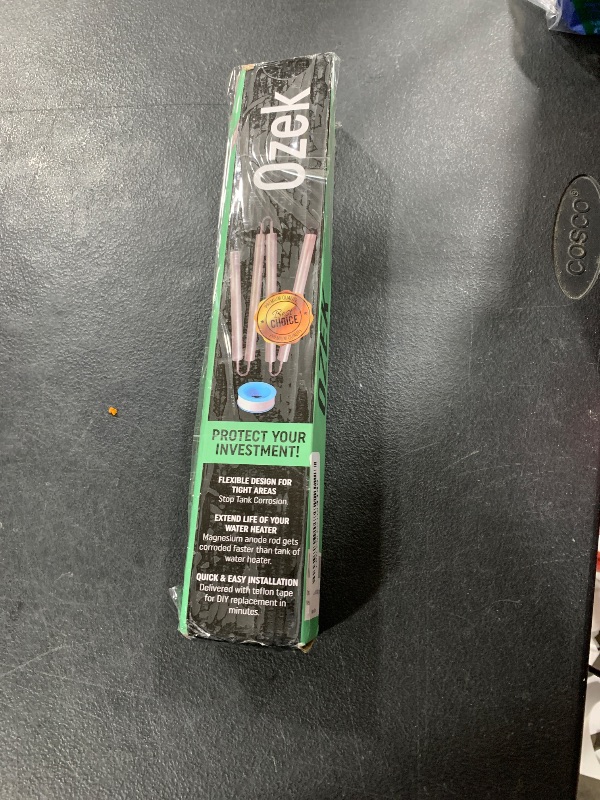 Ozek
Best
CHOICE
OZEK
PROTECT YOUR
INVESTMENT!
FLEXIBLE DESIGN FOR
TIGHT AREAS
Stop Tank Corrosion
EXTEND LIFE OF YOUR
WATER HEATER
Magnesium anode rod gets
corroded faster than tank of
water heater.
QUICK & EASY INSTALLATION
Delivered with teflon tape
for DIY replacement in
minutes.
COSCO